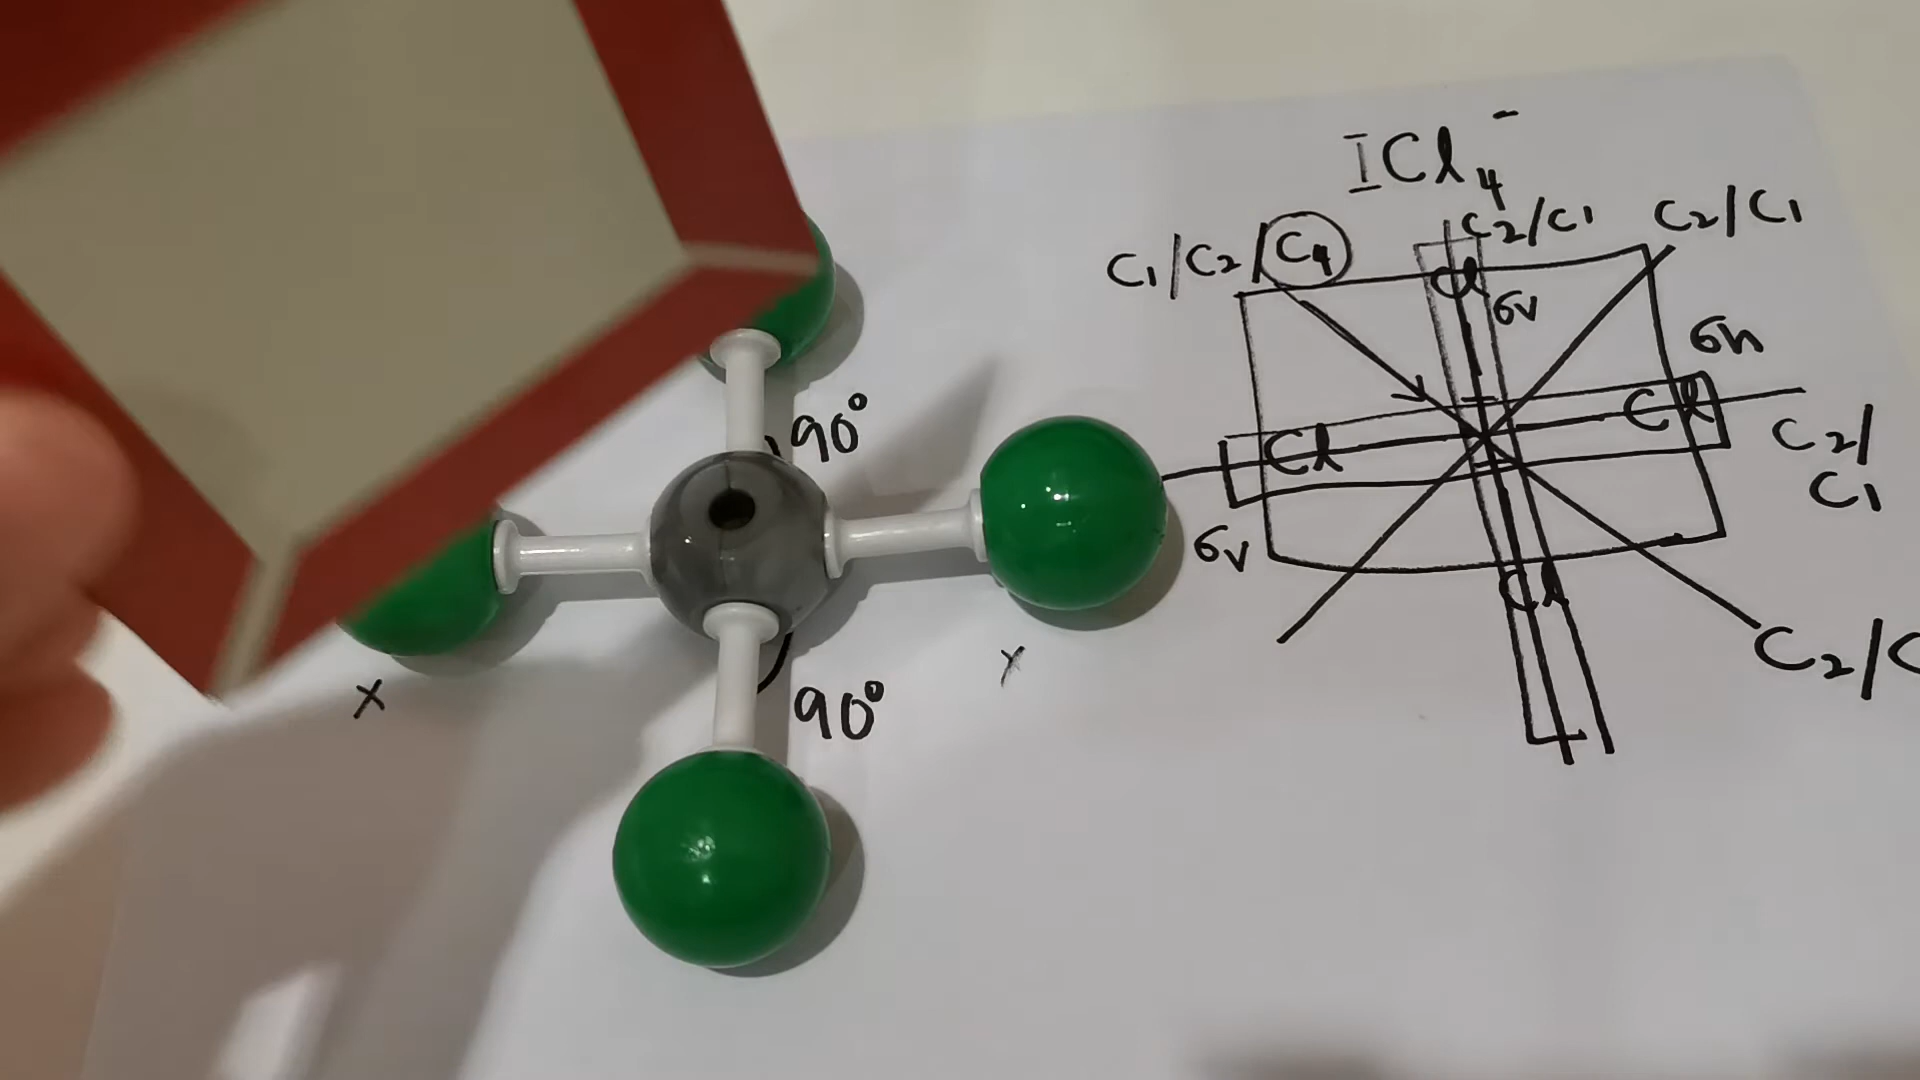 ICl₄⁻
C₁/C₂/C₄
C₂/C₁
C₂/C₁
Cl
σv
σh
90°
Cl
Cl
C₂/
C₁
σv
Cl
x
x
C₂/C
90°